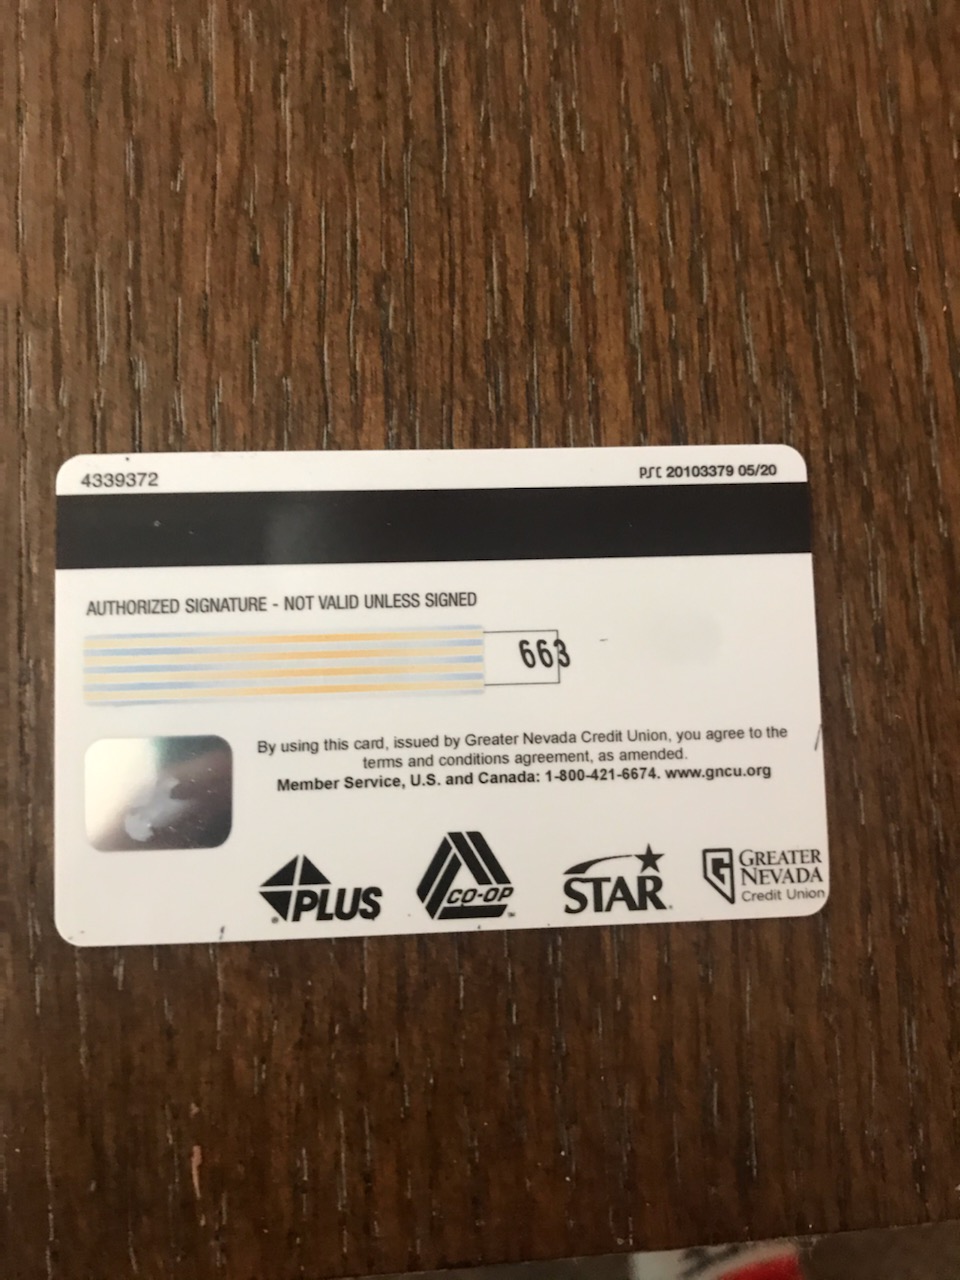 4339372
PSC 20103379 05/20
AUTHORIZED SIGNATURE - NOT VALID UNLESS SIGNED
663
By using this card, issued by Greater Nevada Credit Union, you agree to the
terms and conditions agreement, as amended.
Member Service, U.S. and Canada: 1-800-421-6674. www.gncu.org
PLUS
CO-OP
STAR
GREATER
NEVADA
Credit Union